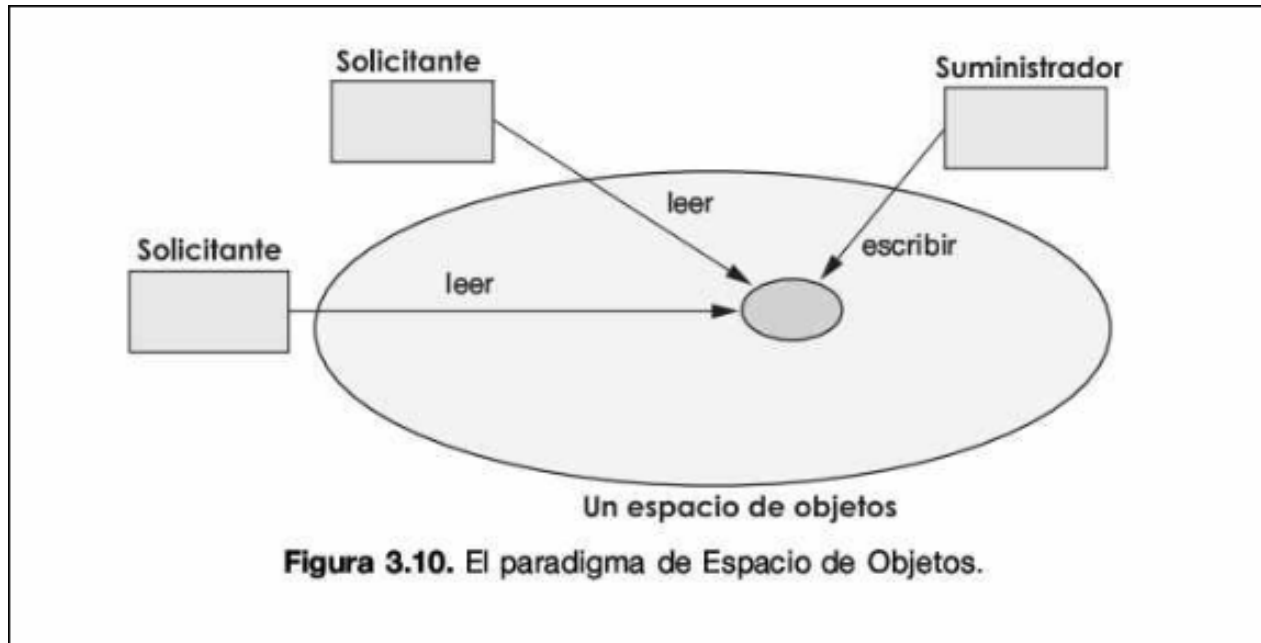 Solicitante
Suministrador
leer
escribir
Solicitante
leer
Un espacio de objetos
Figura 3.10. El paradigma de Espacio de Objetos.